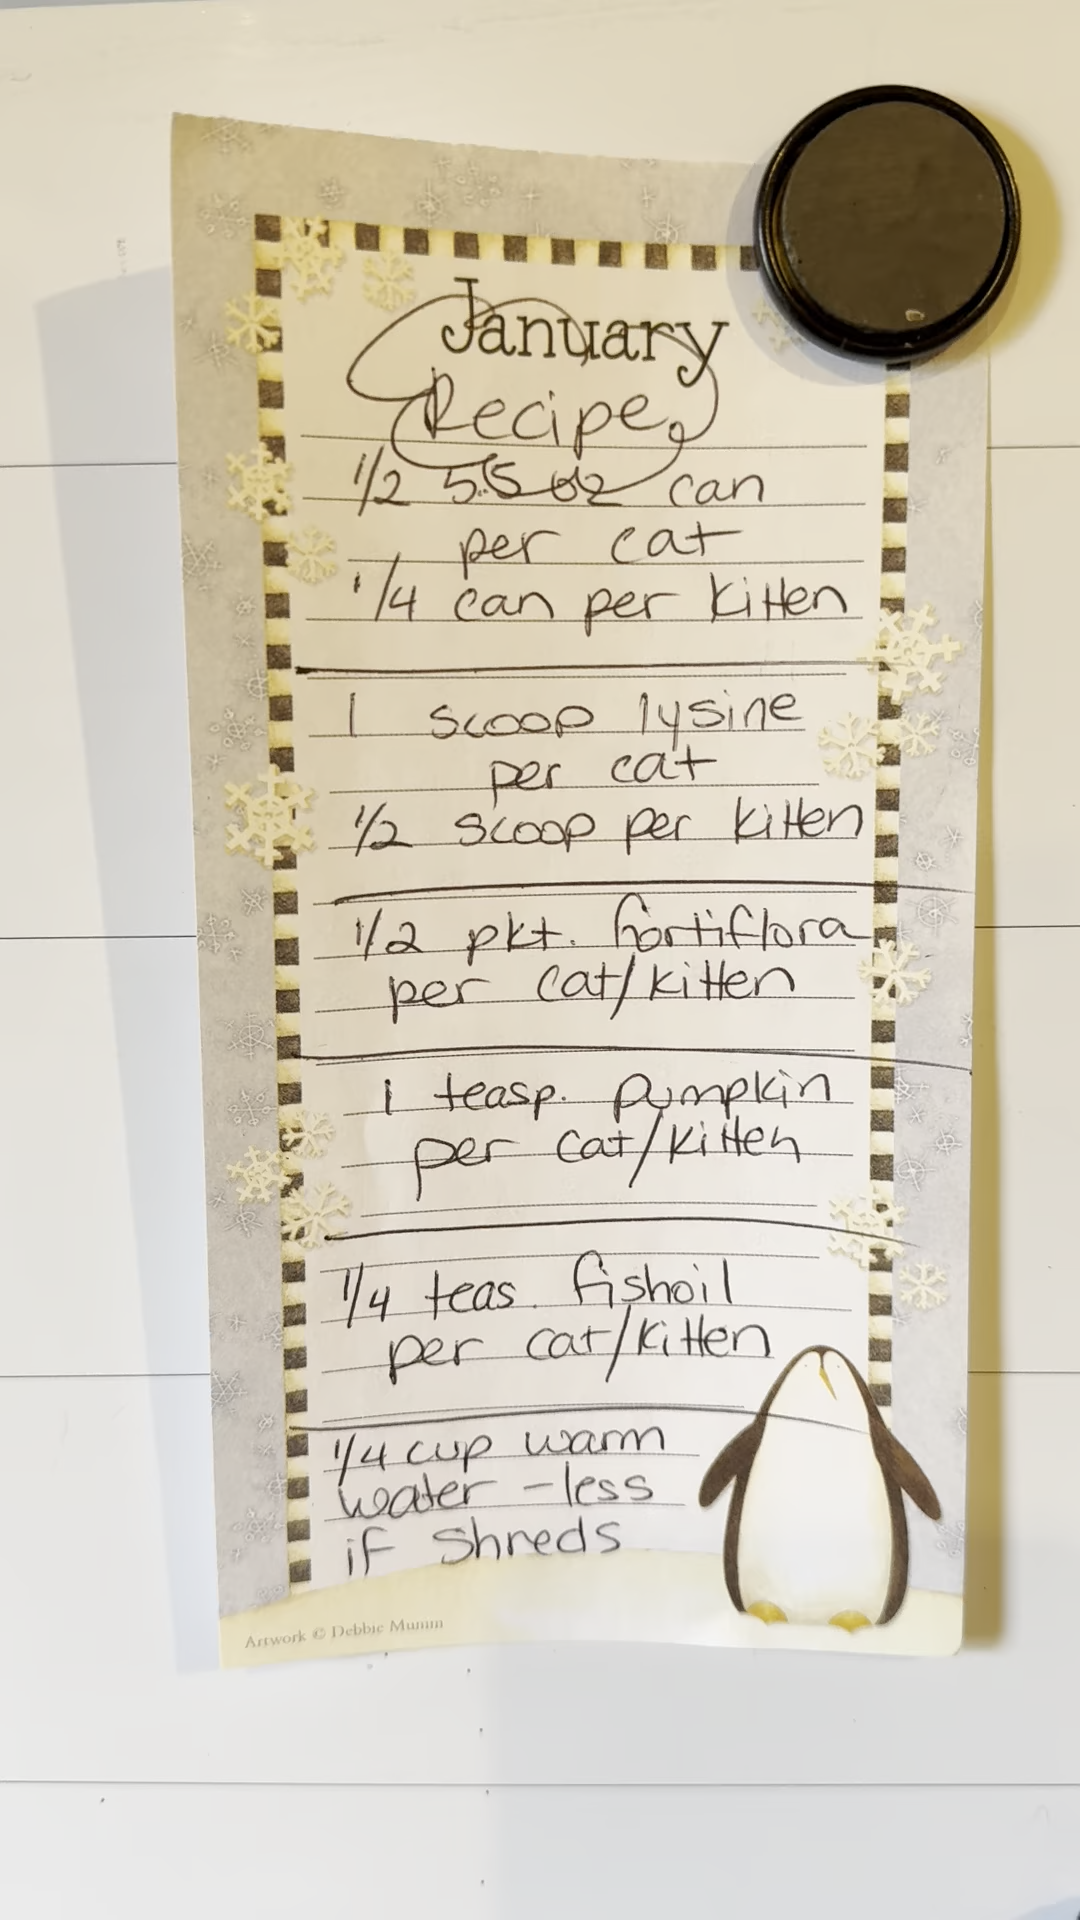 January
Recipe
1/2 5.5 oz can
per cat
1/4 can per kitten
1 scoop lysine
per cat
1/2 scoop per kitten
1/2 pkt. fortiflora
per cat/kitten
1 teasp. pumpkin
per cat/kitten
1/4 teas. fishoil
per cat/kitten
1/4 cup warm
water - less
if shreds
Artwork © Debbie Mumm